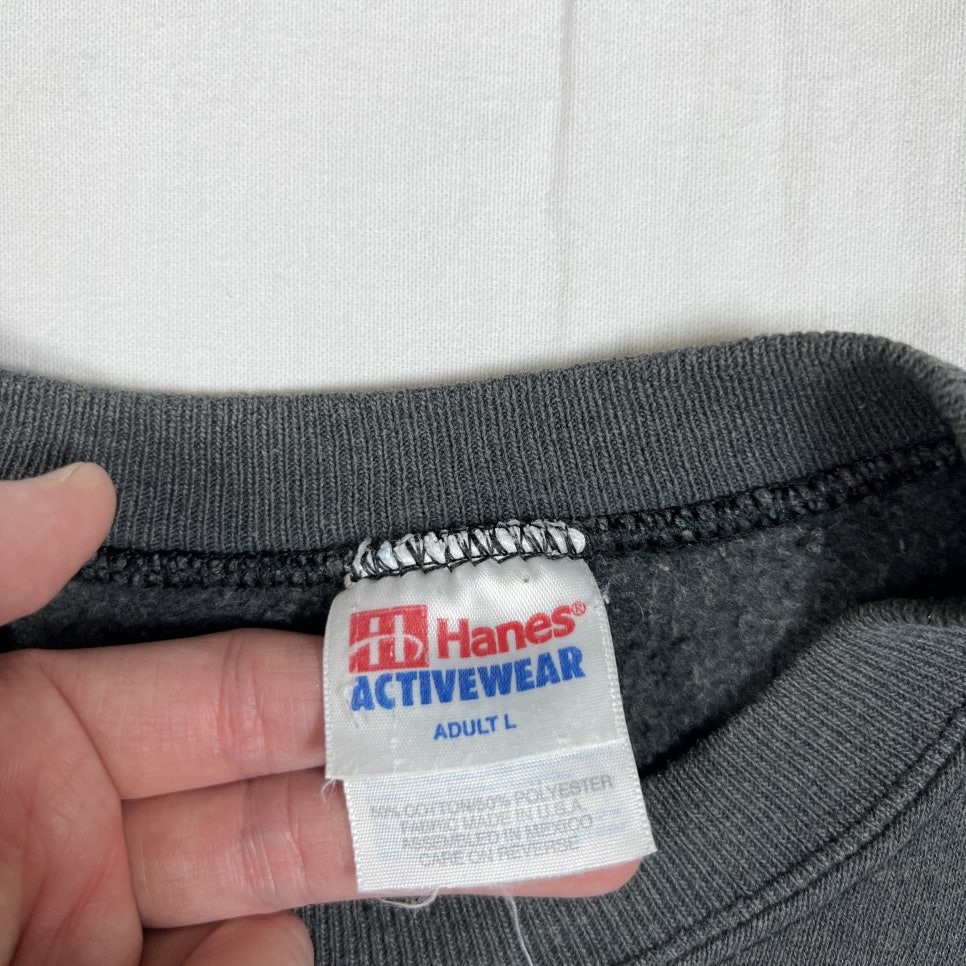 Hanes®
ACTIVEWEAR
ADULT L
50% COTTON/50% POLYESTER
FABRIC MADE IN U.S.A.
ASSEMBLED IN MEXICO
CARE ON REVERSE